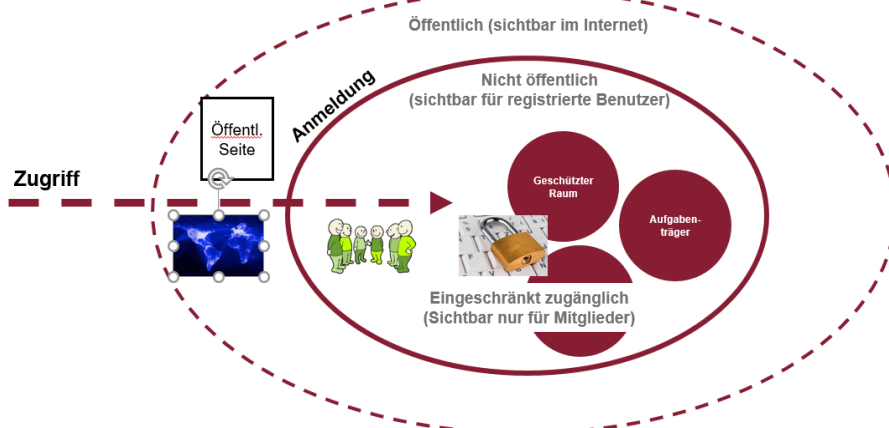 Öffentlich (sichtbar im Internet)
Nicht öffentlich
(sichtbar für registrierte Benutzer)
Anmeldung
Öffentl.
Seite
Zugriff
Geschützter
Raum
Aufgaben-
träger
Eingeschränkt zugänglich
(Sichtbar nur für Mitglieder)